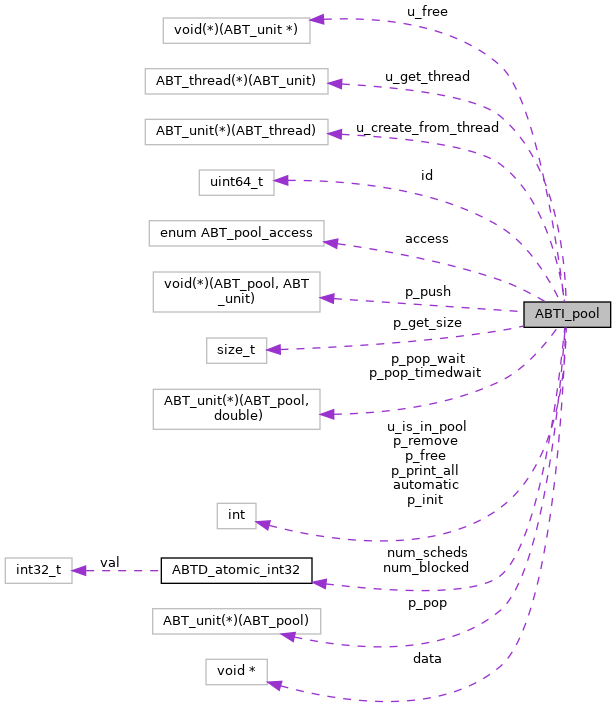 u_free
void(*)(ABT_unit *)
u_get_thread
ABT_thread(*)(ABT_unit)
u_create_from_thread
ABT_unit(*)(ABT_thread)
id
uint64_t
access
enum ABT_pool_access
p_push
void(*)(ABT_pool, ABT
_unit)
ABTI_pool
p_get_size
size_t
p_pop_wait
p_pop_timedwait
ABT_unit(*)(ABT_pool,
double)
u_is_in_pool
p_remove
p_free
p_print_all
automatic
p_init
int
num_scheds
num_blocked
int32_t
val
ABTD_atomic_int32
p_pop
ABT_unit(*)(ABT_pool)
data
void *